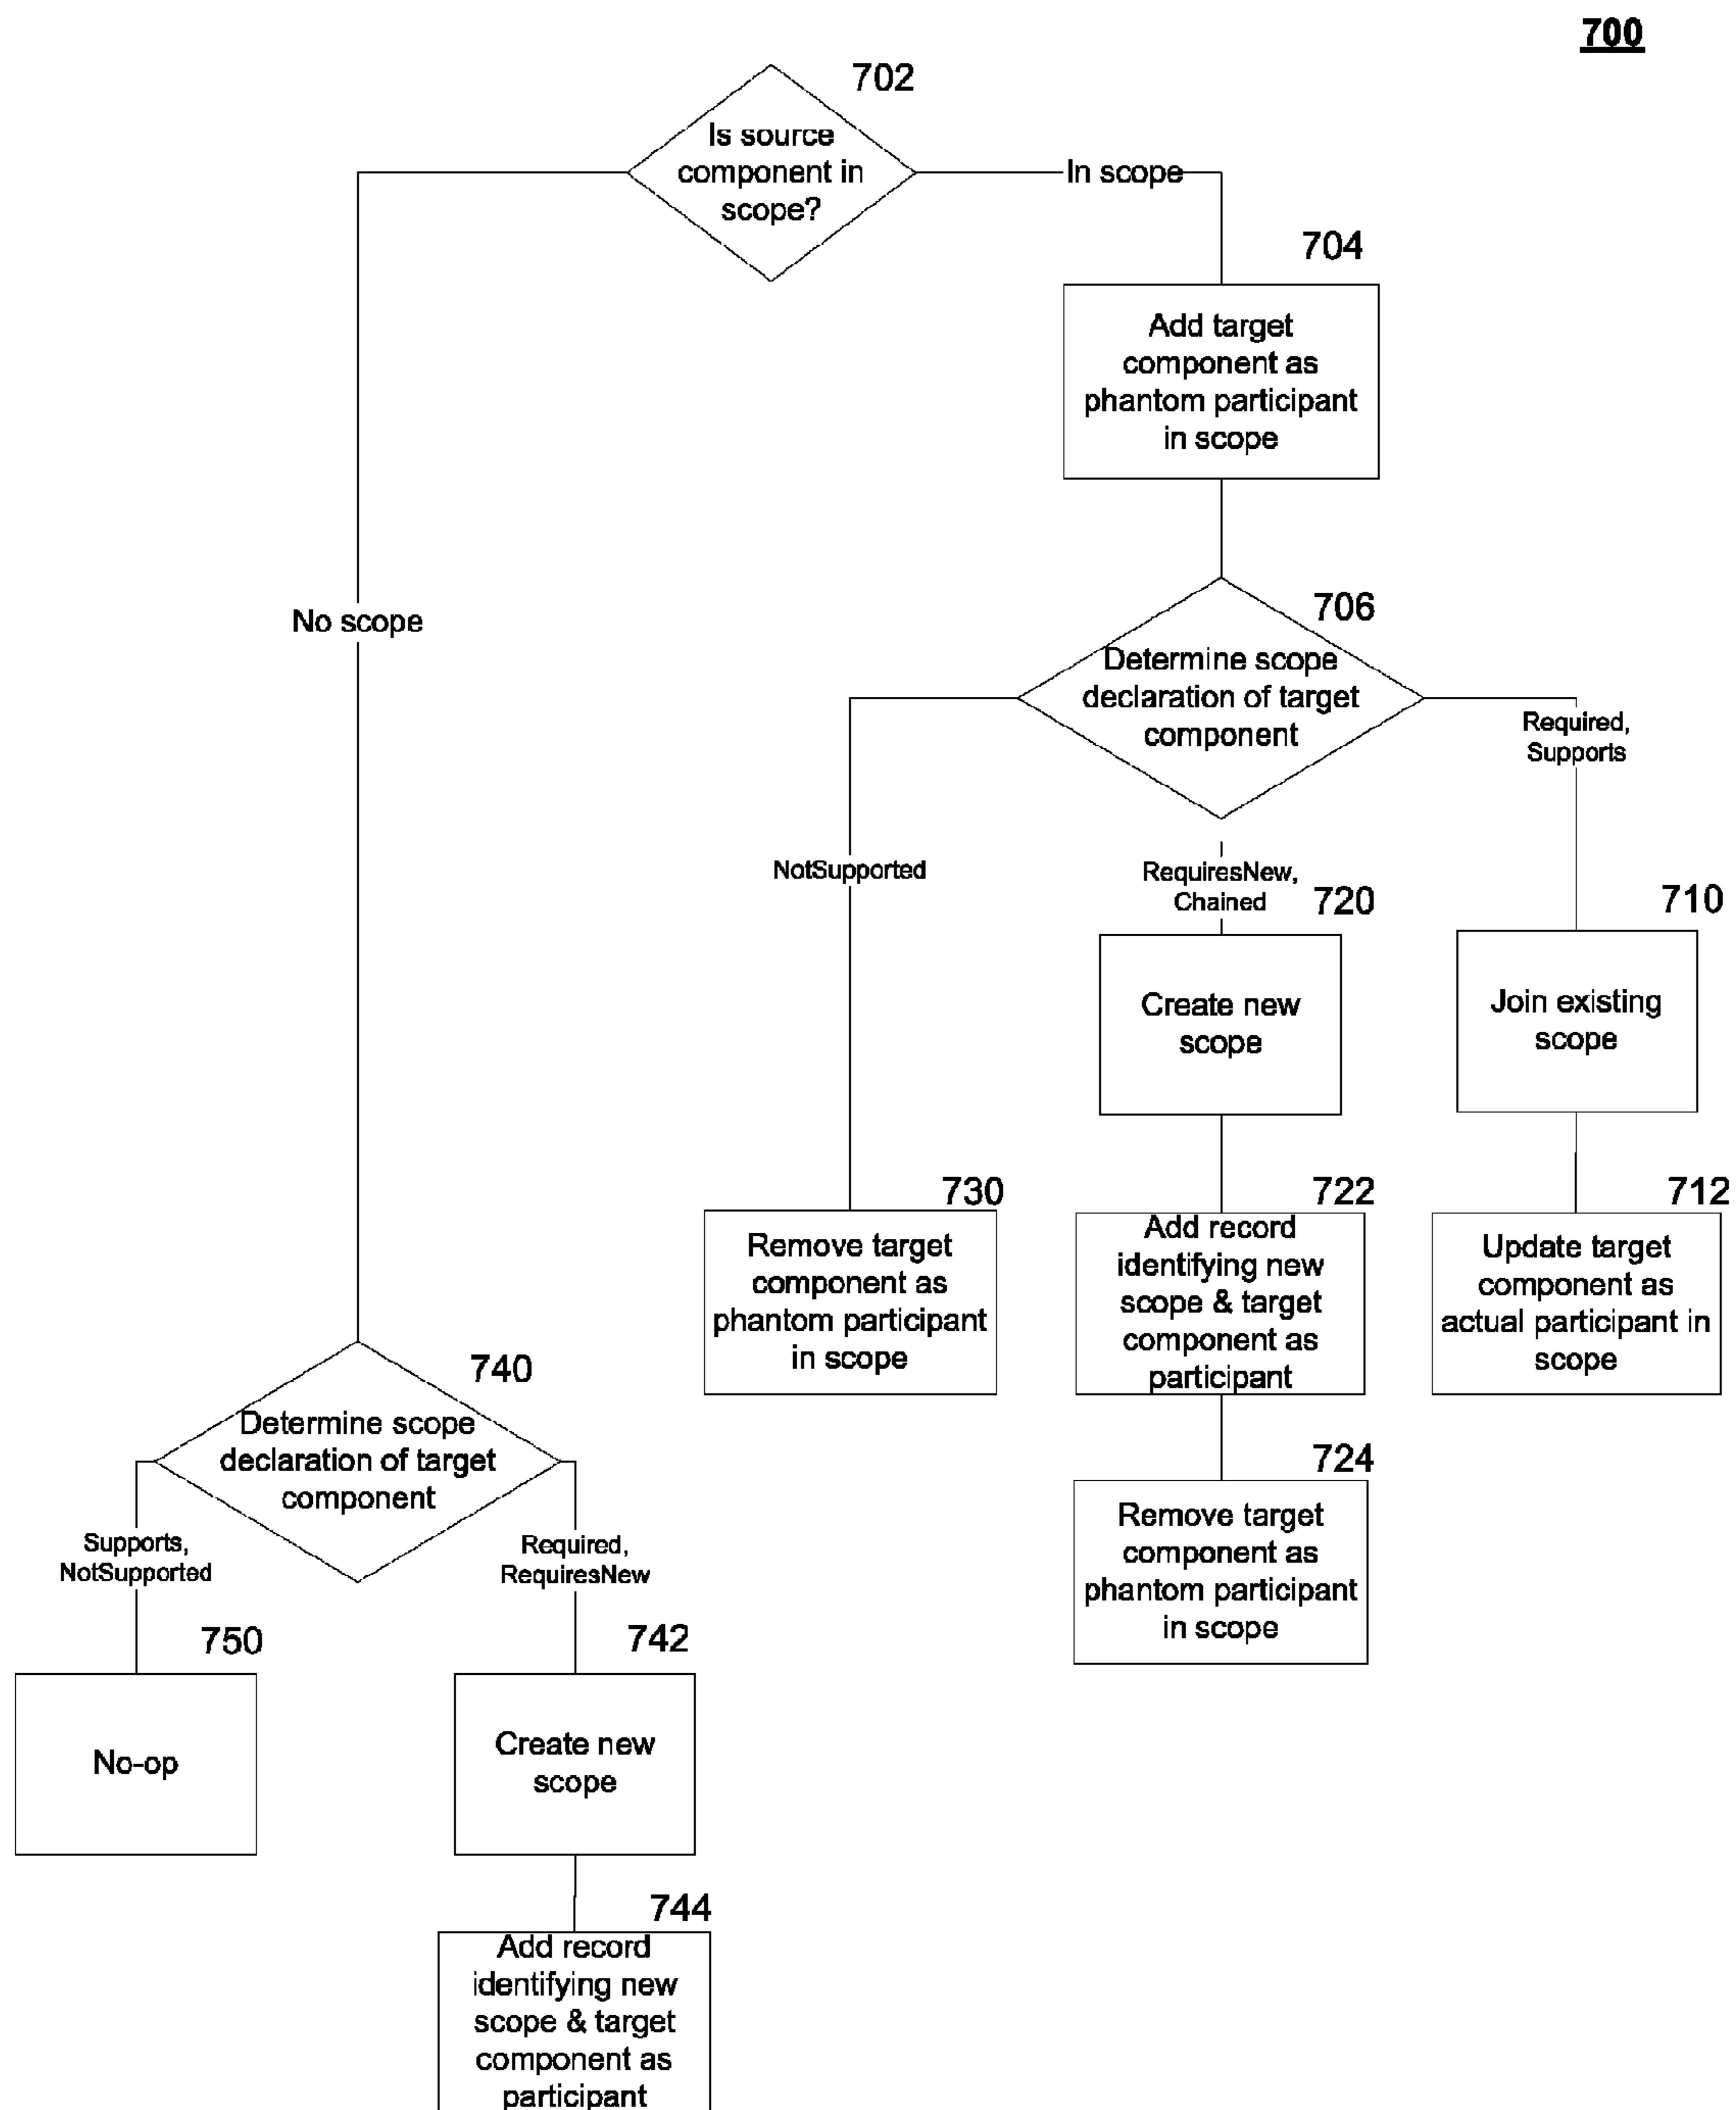 700
702
Is source
component in
scope?
In scope
704
Add target
component as
phantom participant
in scope
No scope
706
Determine scope
declaration of target
component
Required,
Supports
NotSupported
RequiresNew,
Chained
720
710
Create new
scope
Join existing
scope
730
722
712
Remove target
component as
phantom participant
in scope
Add record
identifying new
scope & target
component as
participant
Update target
component as
actual participant in
scope
740
Determine scope
declaration of target
component
724
Remove target
component as
phantom participant
in scope
Supports,
NotSupported
Required,
RequiresNew
750
742
No-op
Create new
scope
744
Add record
identifying new
scope & target
component as
participant